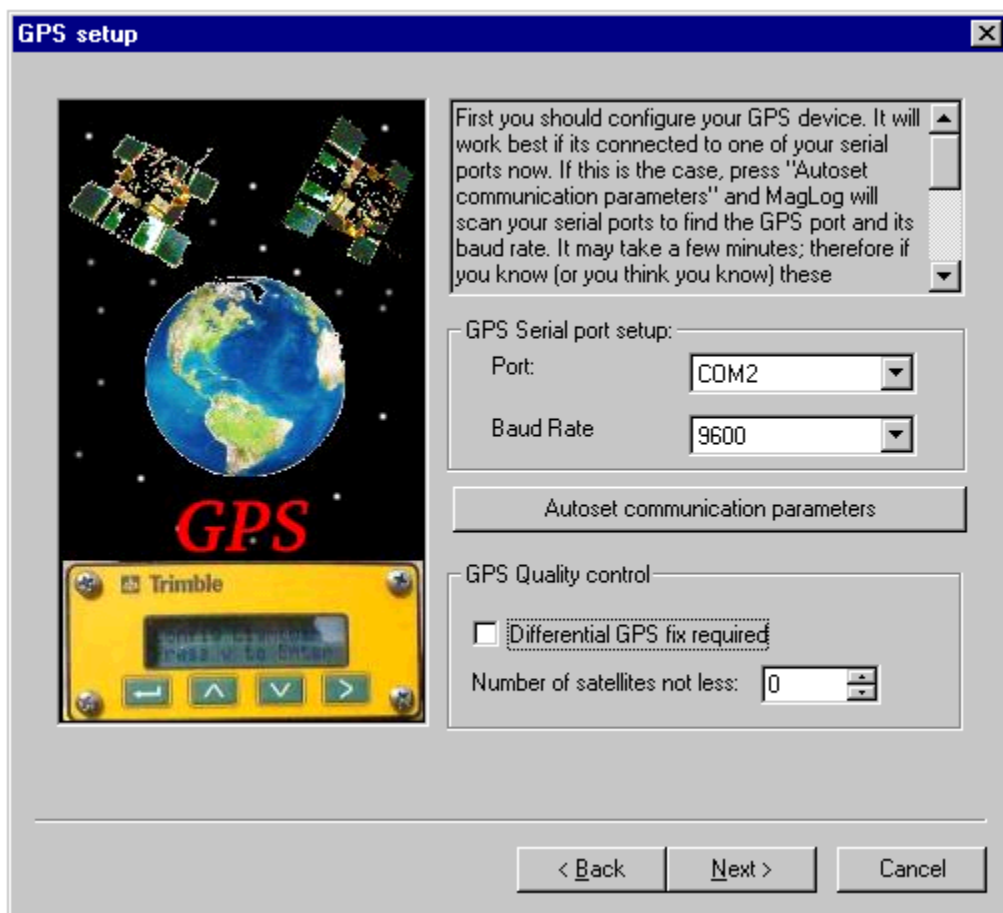 GPS setup
First you should configure your GPS device. It will
work best if its connected to one of your serial
ports now. If this is the case, press "Autoset
communication parameters" and MagLog will
scan your serial ports to find the GPS port and its
baud rate. It may take a few minutes; therefore if
you know (or you think you know) these
GPS Serial port setup:
Port:
COM2
Baud Rate
9600
Autoset communication parameters
GPS
Trimble
Press v to Enter
GPS Quality control
Differential GPS fix required
Number of satellites not less:
0
< Back
Next >
Cancel